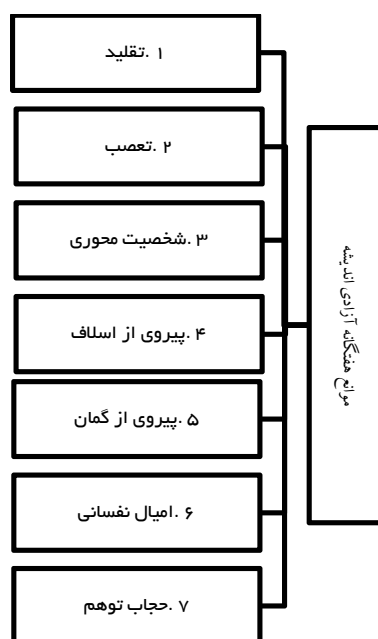 موانع هفتگانه آزادی اندیشه
۱ .تقلید
۲ .تعصب
۳ .شخصیت محوری
۴ .پیروی از اسلاف
۵ .پیروی از گمان
۶ .امیال نفسانی
۷ .حجاب توهم